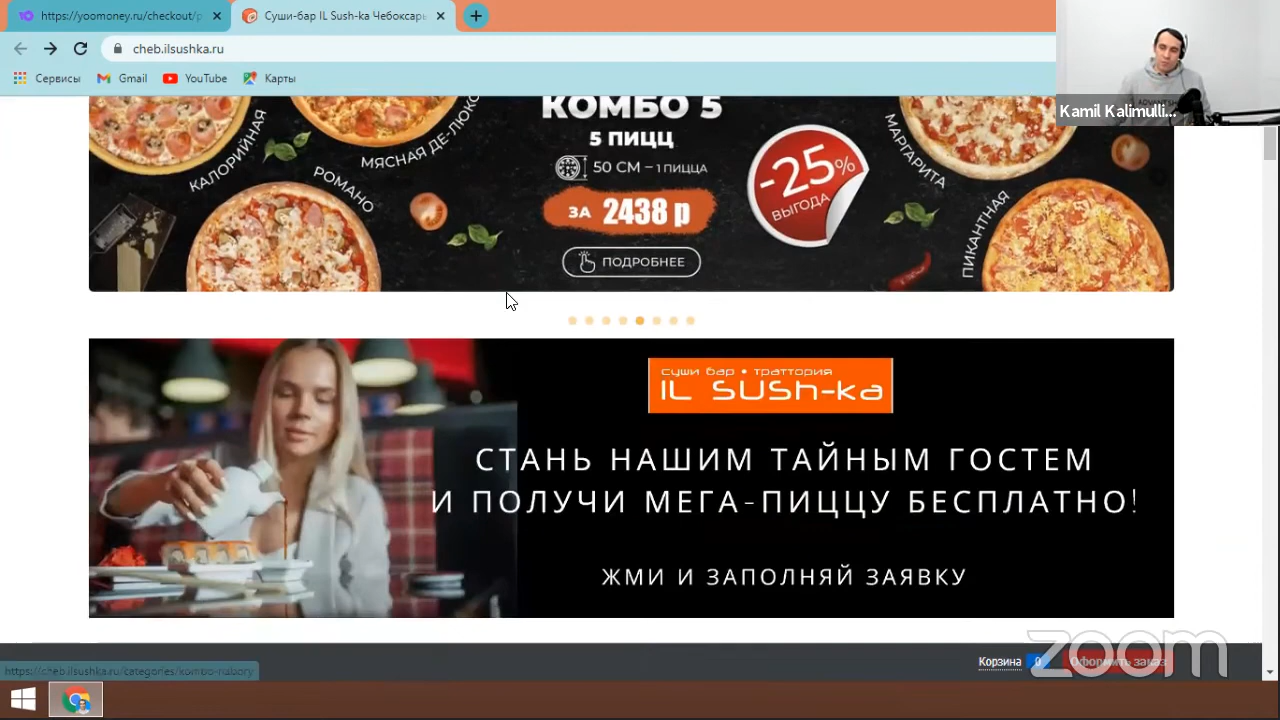 https://yoomoney.ru/checkout/p
Суши-бар IL Sush-ka Чебоксары
cheb.ilsushka.ru
Сервисы
Gmail
YouTube
Карты
Kamil Kalimulli...
КОМБО 5
5 ПИЦЦ
50 СМ – 1 ПИЦЦА
ЗА 2438 р
ПОДРОБНЕЕ
-25%
ВЫГОДА
КАЛОРИЙНАЯ
МЯСНАЯ ДЕ-ЛЮКС
РОМАНО
МАРГАРИТА
ПИКАНТНАЯ
суши бар • траттория
IL SUSh-ka
СТАНЬ НАШИМ ТАЙНЫМ ГОСТЕМ
И ПОЛУЧИ МЕГА-ПИЦЦУ БЕСПЛАТНО!
ЖМИ И ЗАПОЛНЯЙ ЗАЯВКУ
https://cheb.ilsushka.ru/categories/kombo-nabory
Корзина 0
Оформить заказ
zoom